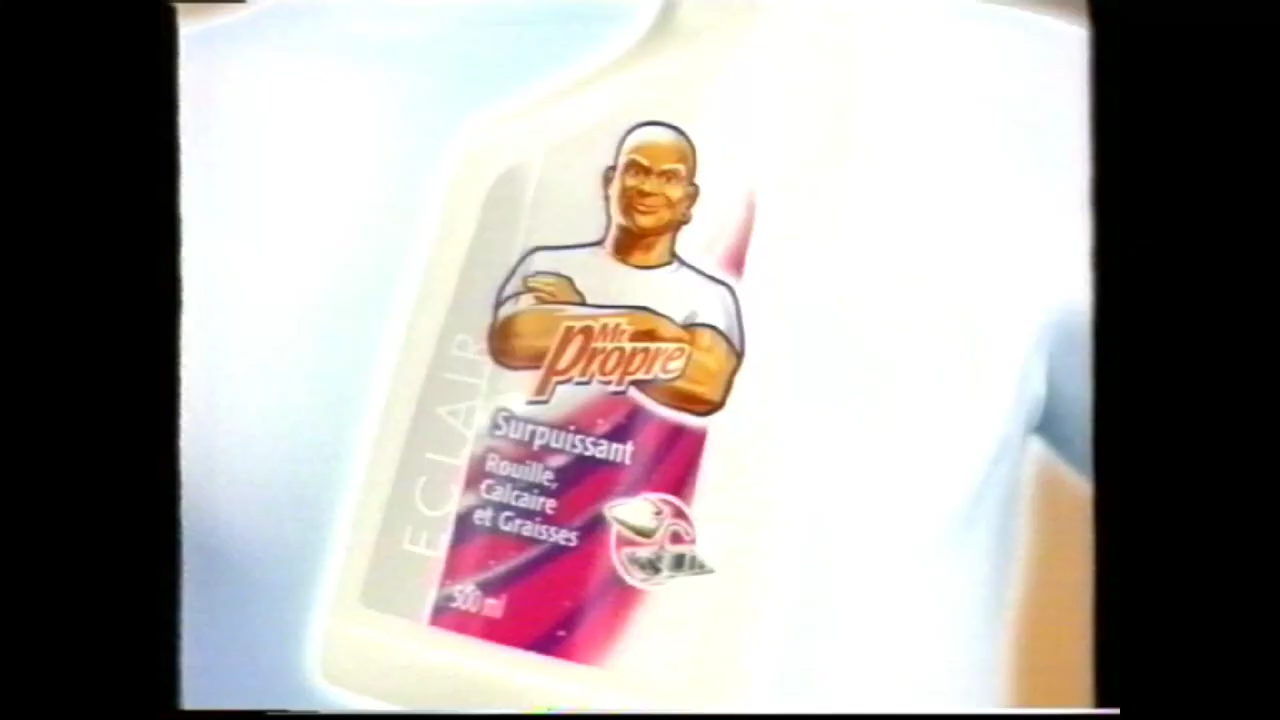 Mr
Propre
ECLAIR
Surpuissant
Rouille,
Calcaire
et Graisses
500 ml